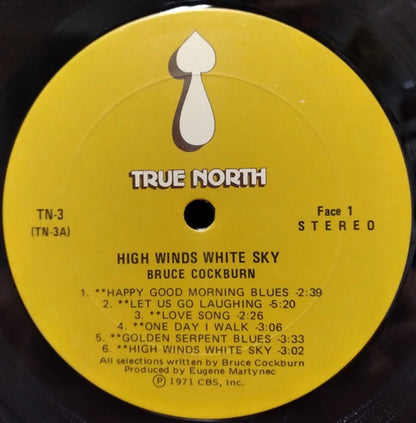 TRUE NORTH
TN-3
(TN-3A)
Face 1
STEREO
HIGH WINDS WHITE SKY
BRUCE COCKBURN
1. **HAPPY GOOD MORNING BLUES -2:39
2. **LET US GO LAUGHING -5:20
3. **LOVE SONG -2:26
4. **ONE DAY I WALK -3:06
5. **GOLDEN SERPENT BLUES -3:33
6. **HIGH WINDS WHITE SKY -3:02
All selections written by Bruce Cockburn
Produced by Eugene Martynec
Ⓟ 1971 CBS, Inc.